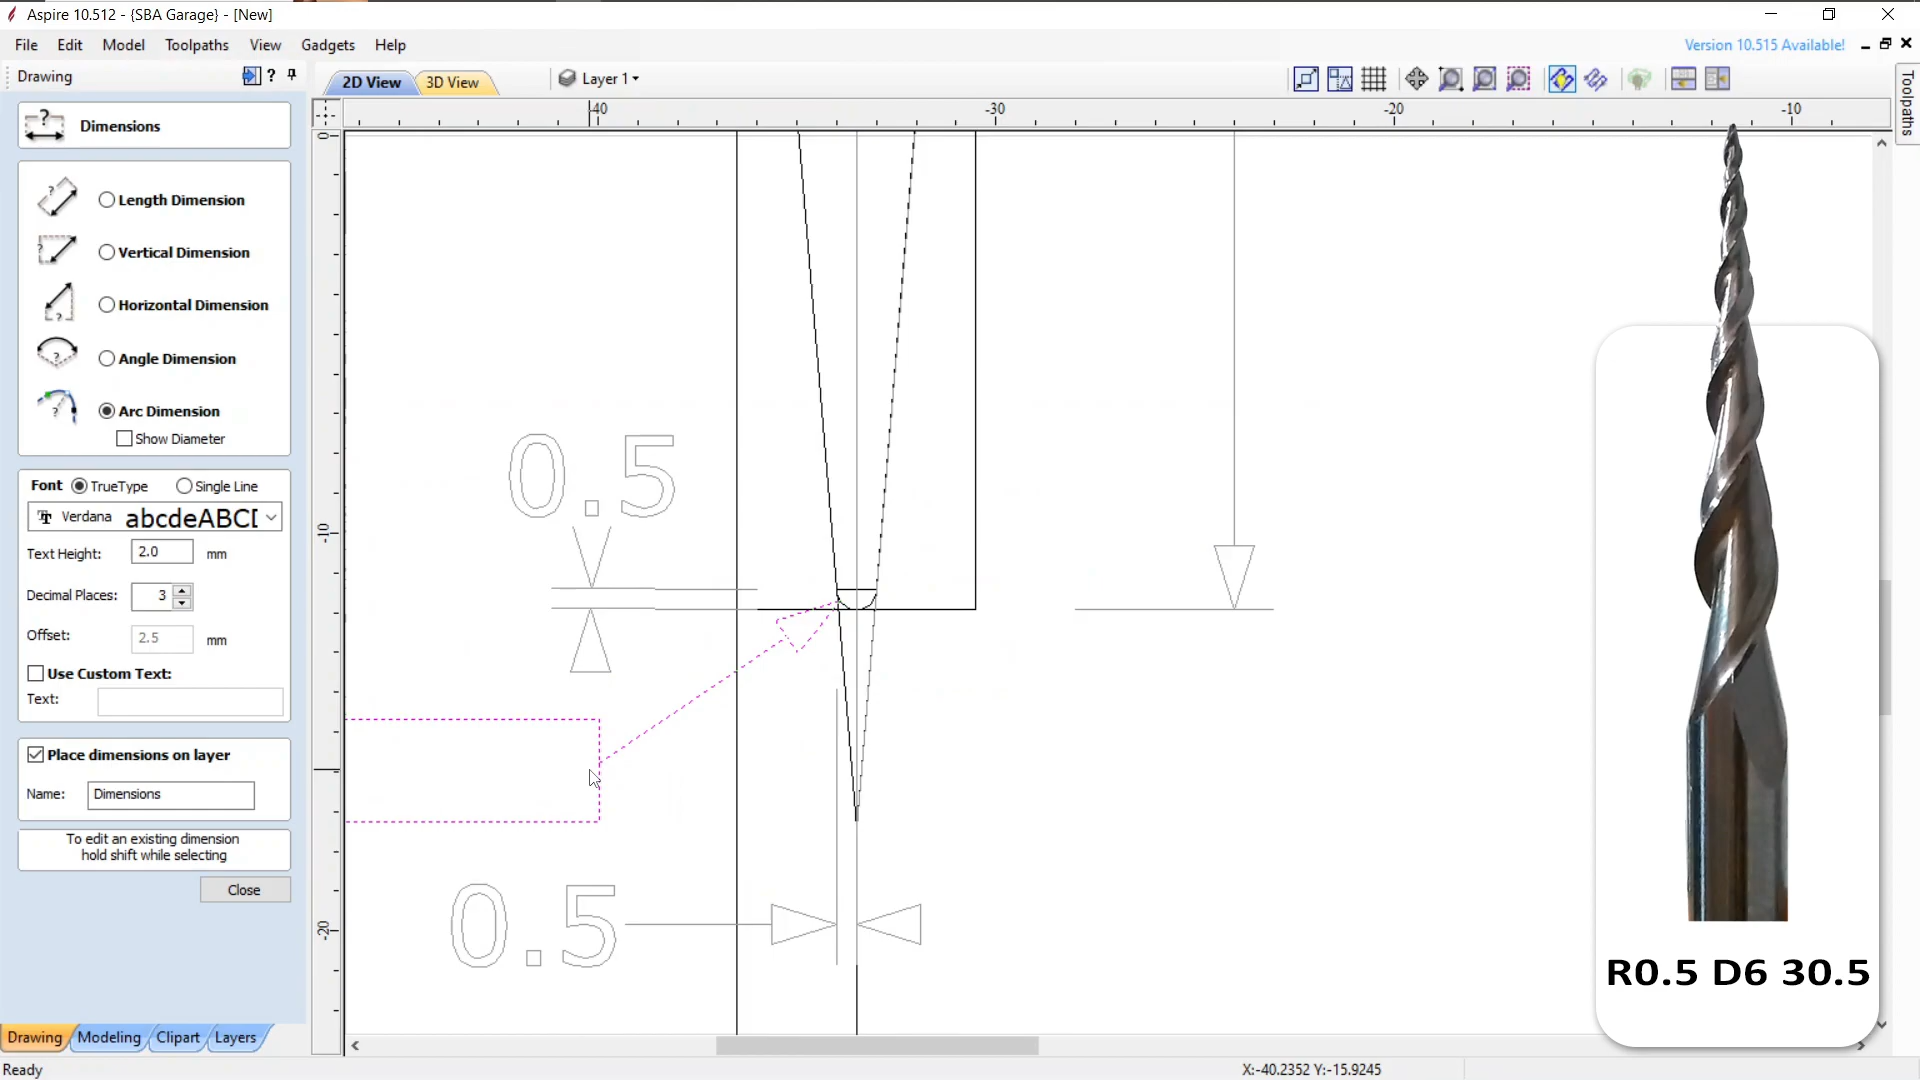 Aspire 10.512 - {SBA Garage} - [New]
File Edit Model Toolpaths View Gadgets Help
Version 10.515 Available!
Drawing
?
2D View
3D View
Layer 1
Toolpaths
Dimensions
-40
-30
-20
-10
0
Length Dimension
Vertical Dimension
Horizontal Dimension
Angle Dimension
Arc Dimension
Show Diameter
Font TrueType Single Line
Verdana abcdeABCD
Text Height: 2.0 mm
Decimal Places: 3
Offset: 2.5 mm
Use Custom Text:
Text:
Place dimensions on layer
Name: Dimensions
To edit an existing dimension
hold shift while selecting
Close
0.5
-10
0.5
-20
R0.5 D6 30.5
Drawing Modeling Clipart Layers
Ready
X:-40.2352 Y:-15.9245